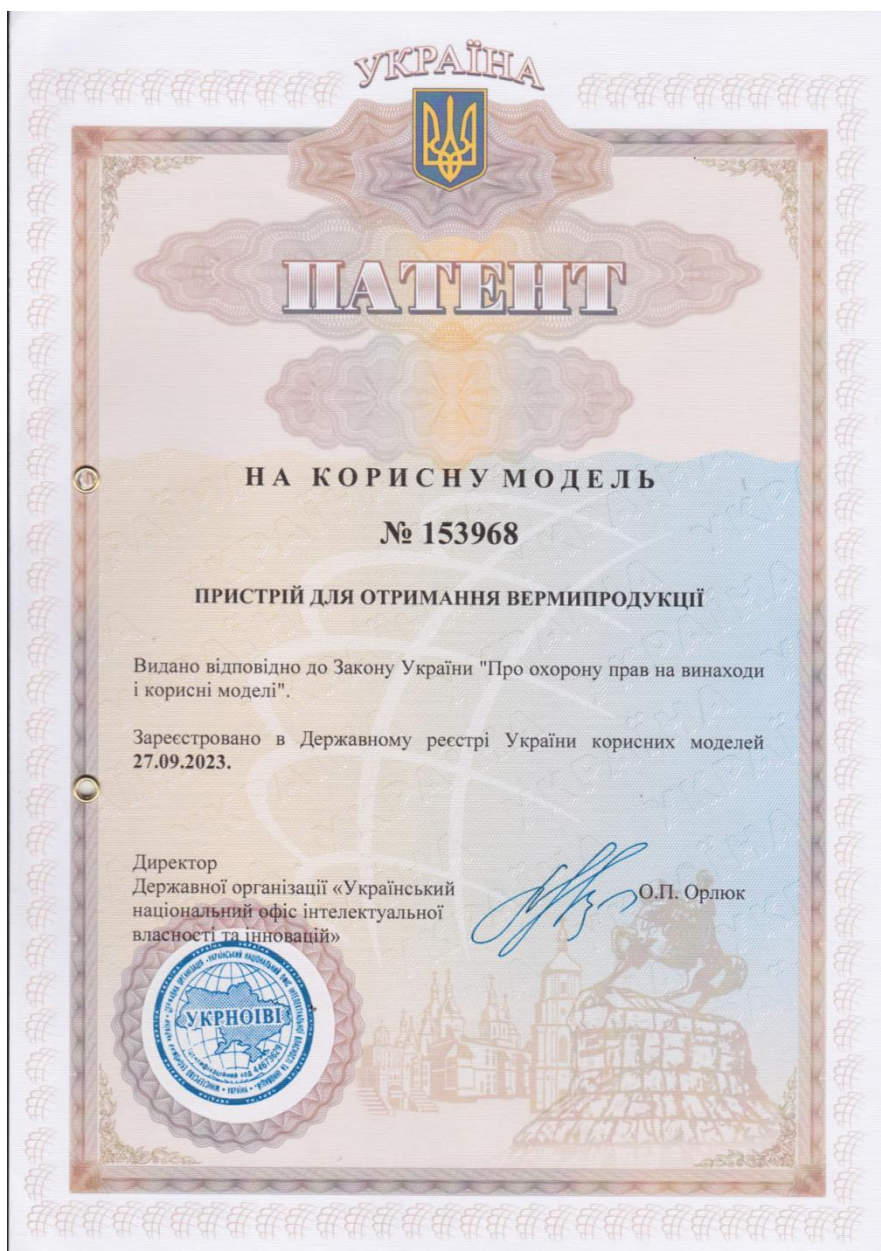 УКРАЇНА
ПАТЕНТ
НА КОРИСНУ МОДЕЛЬ
№ 153968
ПРИСТРІЙ ДЛЯ ОТРИМАННЯ ВЕРМИПРОДУКЦІЇ
Видано відповідно до Закону України "Про охорону прав на винаходи
і корисні моделі".
Зареєстровано в Державному реєстрі України корисних моделей
27.09.2023.
Директор
Державної організації «Український
національний офіс інтелектуальної
власності та інновацій»
О.П. Орлюк
УКРНОІВІ